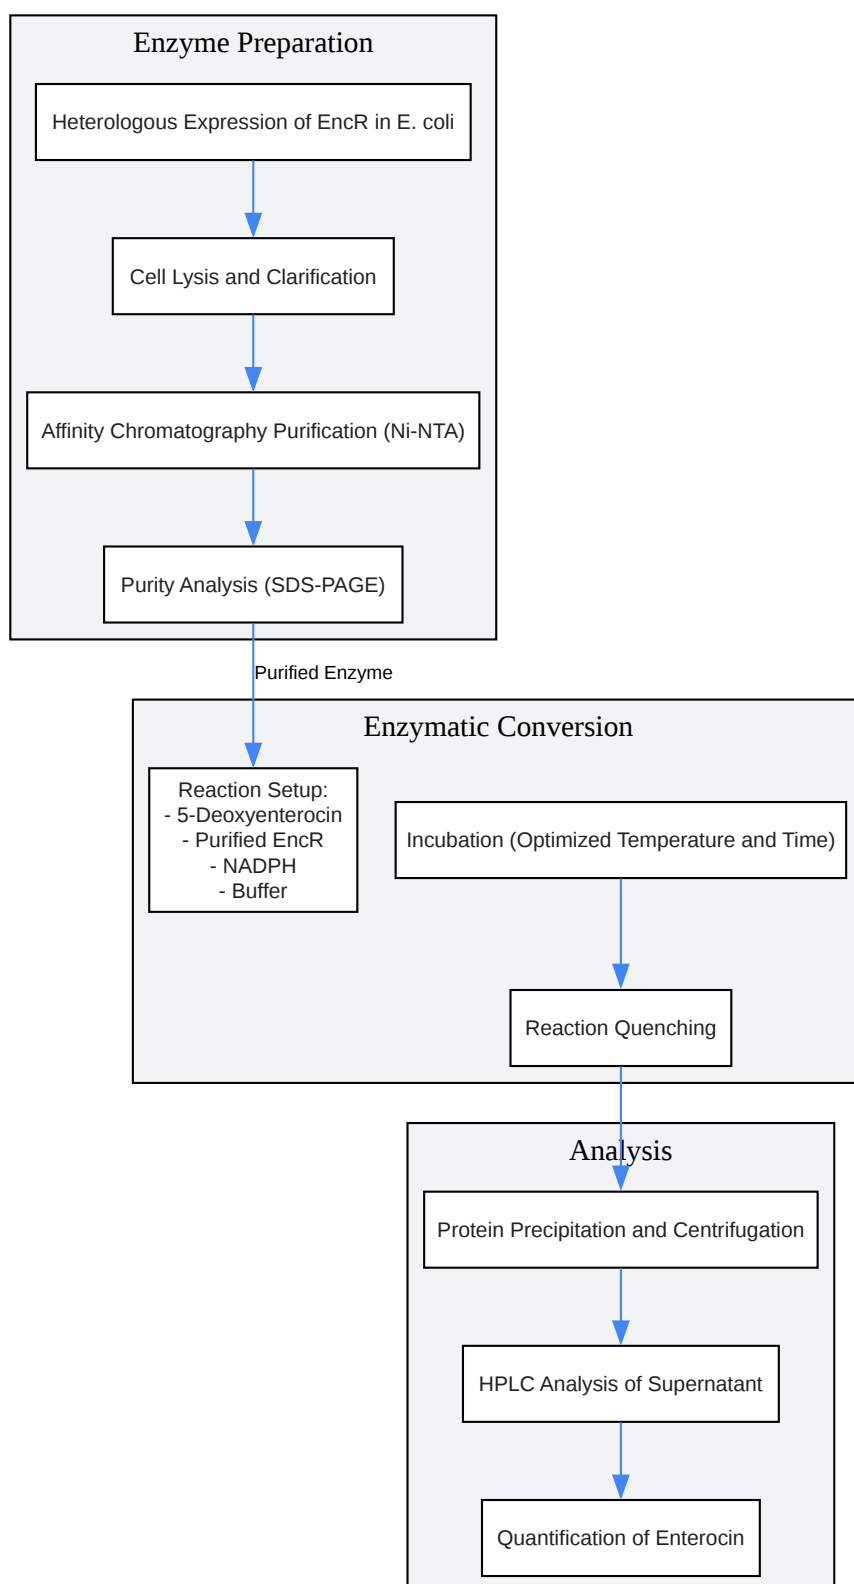 Enzyme Preparation
Heterologous Expression of EncR in E. coli
Cell Lysis and Clarification
Affinity Chromatography Purification (Ni-NTA)
Purity Analysis (SDS-PAGE)
Purified Enzyme
Enzymatic Conversion
Reaction Setup:
- 5-Deoxyenterocin
- Purified EncR
- NADPH
- Buffer
Incubation (Optimized Temperature and Time)
Reaction Quenching
Analysis
Protein Precipitation and Centrifugation
HPLC Analysis of Supernatant
Quantification of Enterocin